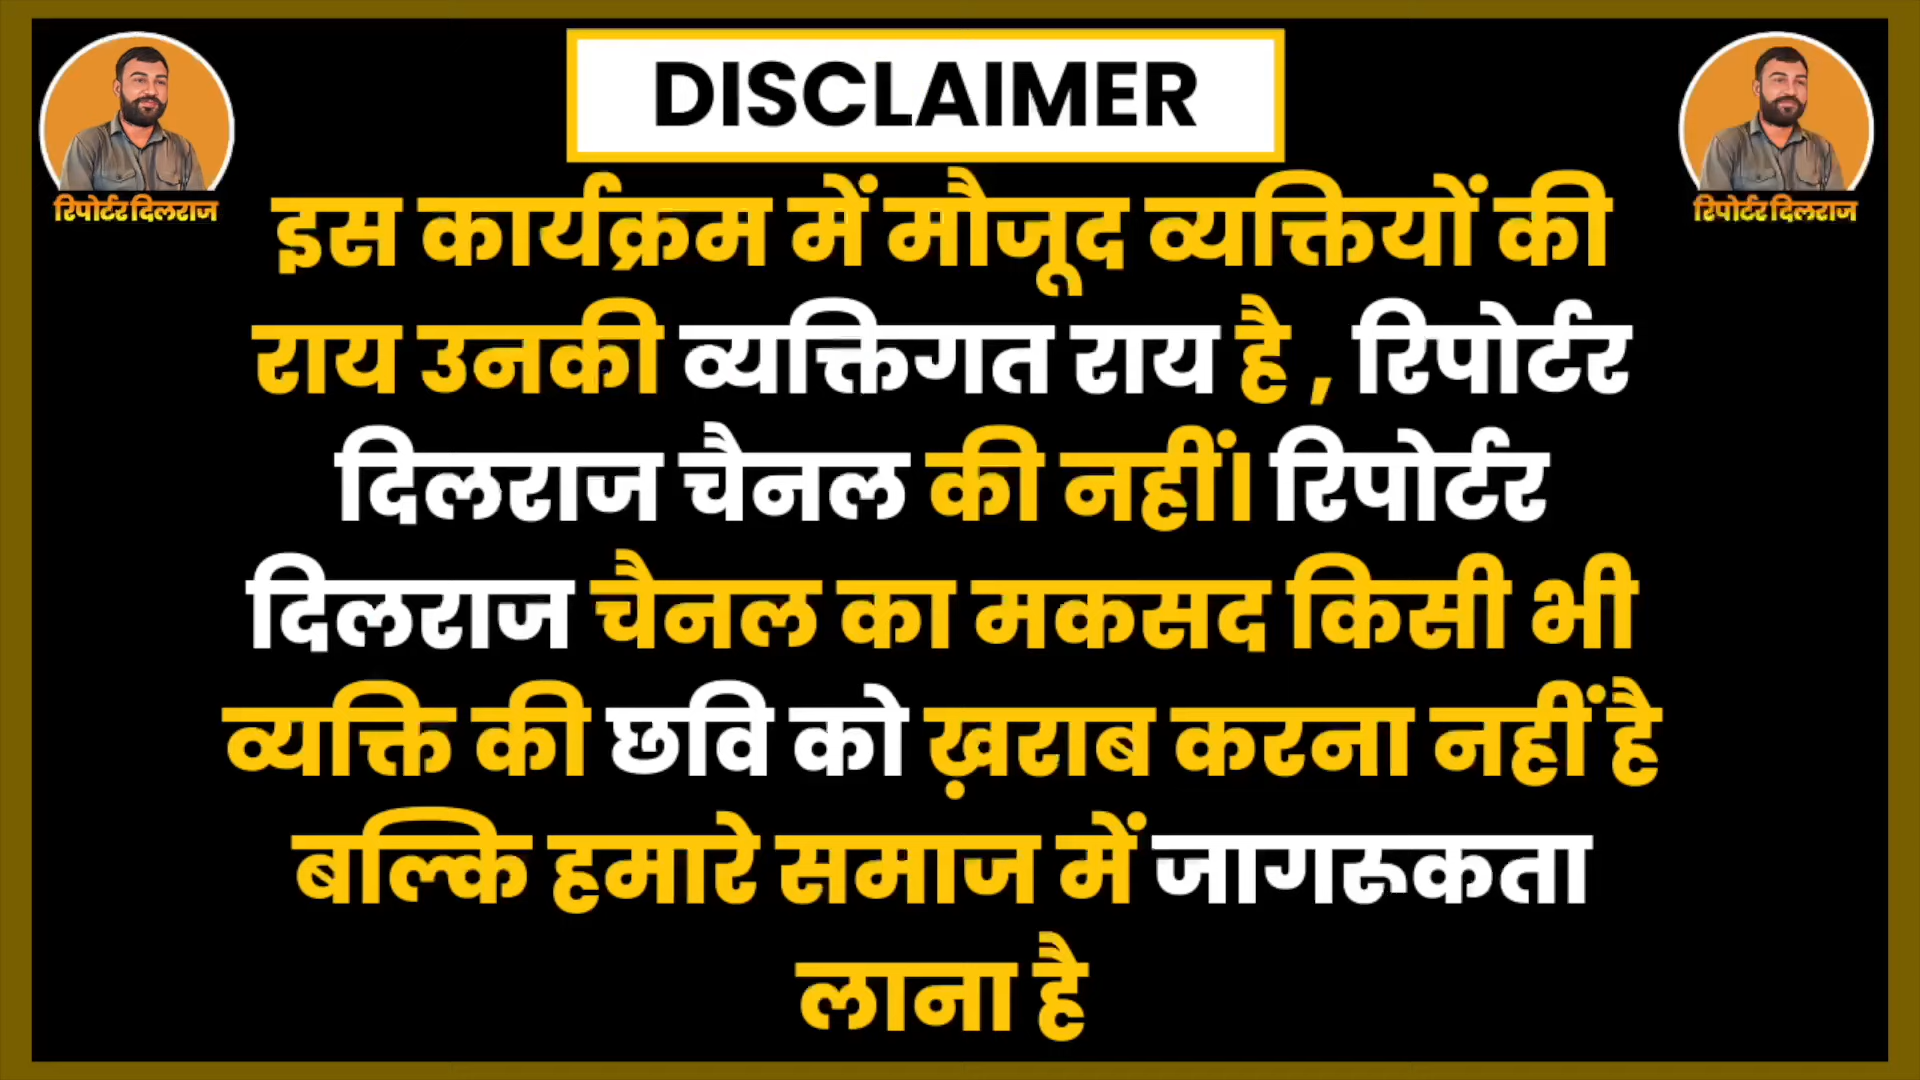 DISCLAIMER
रिपोर्टर दिलराज
रिपोर्टर दिलराज
इस कार्यक्रम में मौजूद व्यक्तियों की
राय उनकी व्यक्तिगत राय है , रिपोर्टर
दिलराज चैनल की नहीं। रिपोर्टर
दिलराज चैनल का मकसद किसी भी
व्यक्ति की छवि को ख़राब करना नहीं है
बल्कि हमारे समाज में जागरूकता
लाना है